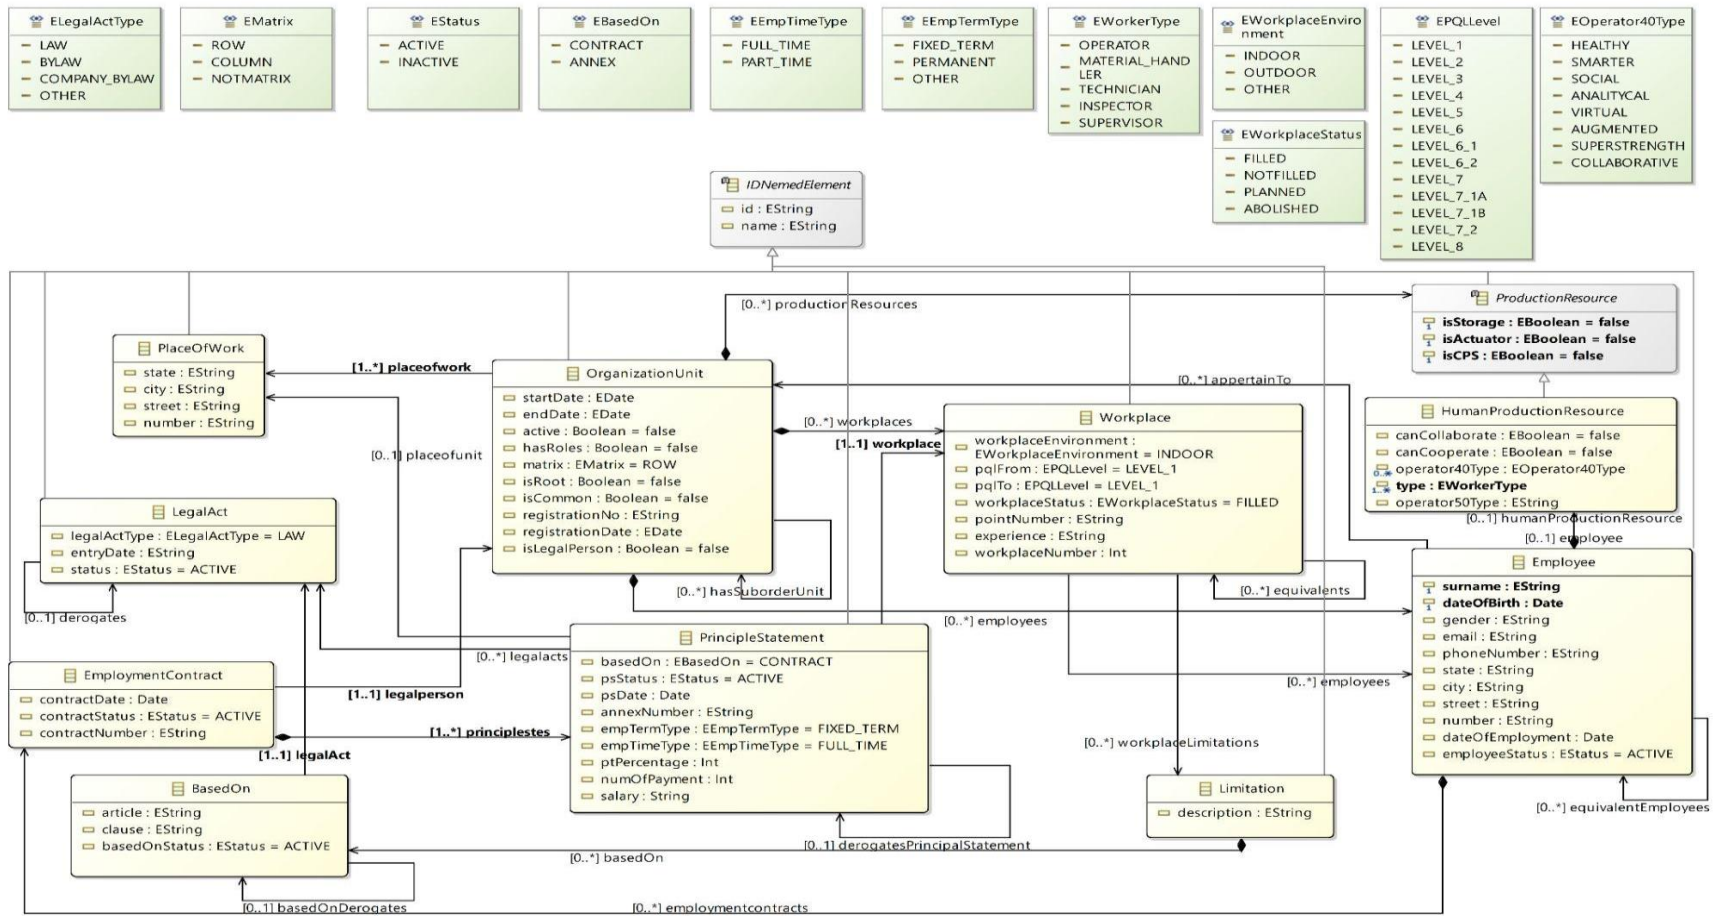 ELegalActType
LAW
BYLAW
COMPANY_BYLAW
OTHER
EMatrix
ROW
COLUMN
NOTMATRIX
EStatus
ACTIVE
INACTIVE
EBasedOn
CONTRACT
ANNEX
EEmpTimeType
FULL_TIME
PART_TIME
EEmpTermType
FIXED_TERM
PERMANENT
OTHER
EWorkerType
OPERATOR
MATERIAL_HAND
LER
TECHNICIAN
INSPECTOR
SUPERVISOR
EWorkplaceEnviro
nment
INDOOR
OUTDOOR
OTHER
EWorkplaceStatus
FILLED
NOTFILLED
PLANNED
ABOLISHED
EPQLLevel
LEVEL_1
LEVEL_2
LEVEL_3
LEVEL_4
LEVEL_5
LEVEL_6
LEVEL_6_1
LEVEL_6_2
LEVEL_7
LEVEL_7_1A
LEVEL_7_1B
LEVEL_7_2
LEVEL_8
EOperator40Type
HEALTHY
SMARTER
SOCIAL
ANALITYCAL
VIRTUAL
AUGMENTED
SUPERSTRENGTH
COLLABORATIVE
IDNemedElement
id : EString
name : EString
[0..*] productionResources
ProductionResource
isStorage : EBoolean = false
isActuator : EBoolean = false
isCPS : EBoolean = false
PlaceOfWork
state : EString
city : EString
street : EString
number : EString
[1..*] placeofwork
[0..1] placeofunit
OrganizationUnit
startDate : EDate
endDate : EDate
active : Boolean = false
hasRoles : Boolean = false
matrix : EMatrix = ROW
isRoot : Boolean = false
isCommon : Boolean = false
registrationNo : EString
registrationDate : EDate
isLegalPerson : Boolean = false
[0..*] appertainTo
[0..*] workplaces
[1..1] workplace
Workplace
workplaceEnvironment :
EWorkplaceEnvironment = INDOOR
pqlFrom : EPQLLevel = LEVEL_1
pqlTo : EPQLLevel = LEVEL_1
workplaceStatus : EWorkplaceStatus = FILLED
pointNumber : EString
experience : EString
workplaceNumber : Int
HumanProductionResource
canCollaborate : EBoolean = false
canCooperate : EBoolean = false
0..* operator40Type : EOperator40Type
1..* type : EWorkerType
operator50Type : EString
[0..1] humanProductionResource
[0..1] employee
LegalAct
legalActType : ELegalActType = LAW
entryDate : EString
status : EStatus = ACTIVE
[0..1] derogates
[0..*] hasSuborderUnit
[0..*] equivalents
[0..*] employees
Employee
surname : EString
dateOfBirth : Date
gender : EString
email : EString
phoneNumber : EString
state : EString
city : EString
street : EString
number : EString
dateOfEmployment : Date
employeeStatus : EStatus = ACTIVE
[0..*] equivalentEmployees
[0..*] legalacts
PrincipleStatement
basedOn : EBasedOn = CONTRACT
psStatus : EStatus = ACTIVE
psDate : Date
annexNumber : EString
empTermType : EEmpTermType = FIXED_TERM
empTimeType : EEmpTimeType = FULL_TIME
ptPercentage : Int
numOfPayment : Int
salary : String
[0..*] employees
EmploymentContract
contractDate : Date
contractStatus : EStatus = ACTIVE
contractNumber : EString
[1..1] legalperson
[1..*] principlestes
[1..1] legalAct
[0..*] workplaceLimitations
BasedOn
article : EString
clause : EString
basedOnStatus : EStatus = ACTIVE
Limitation
description : EString
[0..1] derogatesPrincipalStatement
[0..*] basedOn
[0..1] basedOnDerogates
[0..*] employmentcontracts